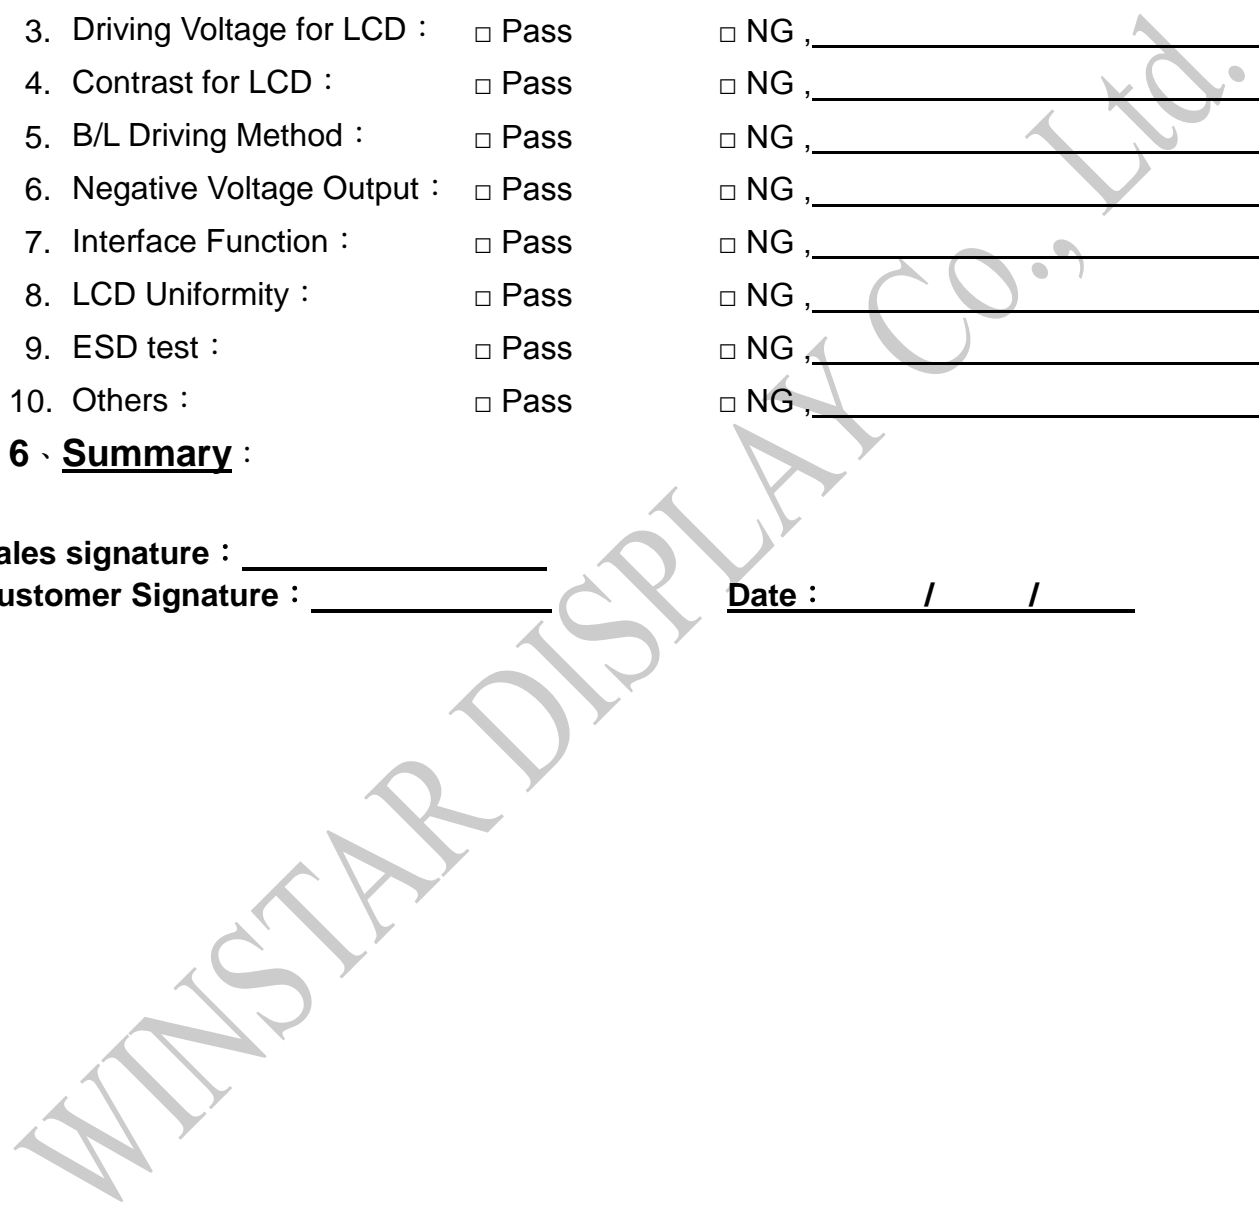 3. Driving Voltage for LCD： □ Pass □ NG ,
4. Contrast for LCD： □ Pass □ NG ,
5. B/L Driving Method： □ Pass □ NG ,
6. Negative Voltage Output： □ Pass □ NG ,
7. Interface Function： □ Pass □ NG ,
8. LCD Uniformity： □ Pass □ NG ,
9. ESD test： □ Pass □ NG ,
10. Others： □ Pass □ NG ,
6、Summary：
ales signature：
ustomer Signature： Date： / /
WINSTAR DISPLAY Co., Ltd.